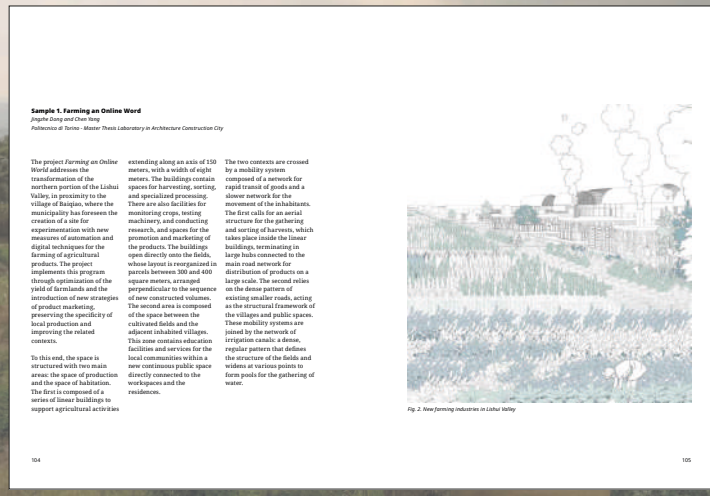 Sample 1. Farming an Online Word
Jingzhe Dong and Chen Yang
Politecnico di Torino - Master Thesis Laboratory in Architecture Construction City
The project Farming an Online
World addresses the
transformation of the
northern portion of the Lishui
Valley, in proximity to the
village of Baiqiao, where the
municipality has foreseen the
creation of a site for
experimentation with new
measures of automation and
digital techniques for the
farming of agricultural
products. The project
implements this program
through optimization of the
yield of farmlands and the
introduction of new strategies
of product marketing,
preserving the specificity of
local production and
improving the related
contexts.
To this end, the space is
structured with two main
areas: the space of production
and the space of habitation.
The first is composed of a
series of linear buildings to
support agricultural activities
extending along an axis of 150
meters, with a width of eight
meters. The buildings contain
spaces for harvesting, sorting,
and specialized processing.
There are also facilities for
monitoring crops, testing
machinery, and conducting
research, and spaces for the
promotion and marketing of
the products. The buildings
open directly onto the fields,
whose layout is reorganized in
parcels between 300 and 400
square meters, arranged
perpendicular to the sequence
of new constructed volumes.
The second area is composed
of the space between the
cultivated fields and the
adjacent inhabited villages.
This zone contains education
facilities and services for the
local communities within a
new continuous public space
directly connected to the
workspaces and the
residences.
The two contexts are crossed
by a mobility system
composed of a network for
rapid transit of goods and a
slower network for the
movement of the inhabitants.
The first calls for an aerial
structure for the gathering
and sorting of harvests, which
takes place inside the linear
buildings, terminating in
large hubs connected to the
main road network for
distribution of products on a
large scale. The second relies
on the dense pattern of
existing smaller roads, acting
as the structural framework of
the villages and public spaces.
These mobility systems are
joined by the network of
irrigation canals: a dense,
regular pattern that defines
the structure of the fields and
widens at various points to
form pools for the gathering of
water.
Fig. 2. New farming industries in Lishui Valley
104
105